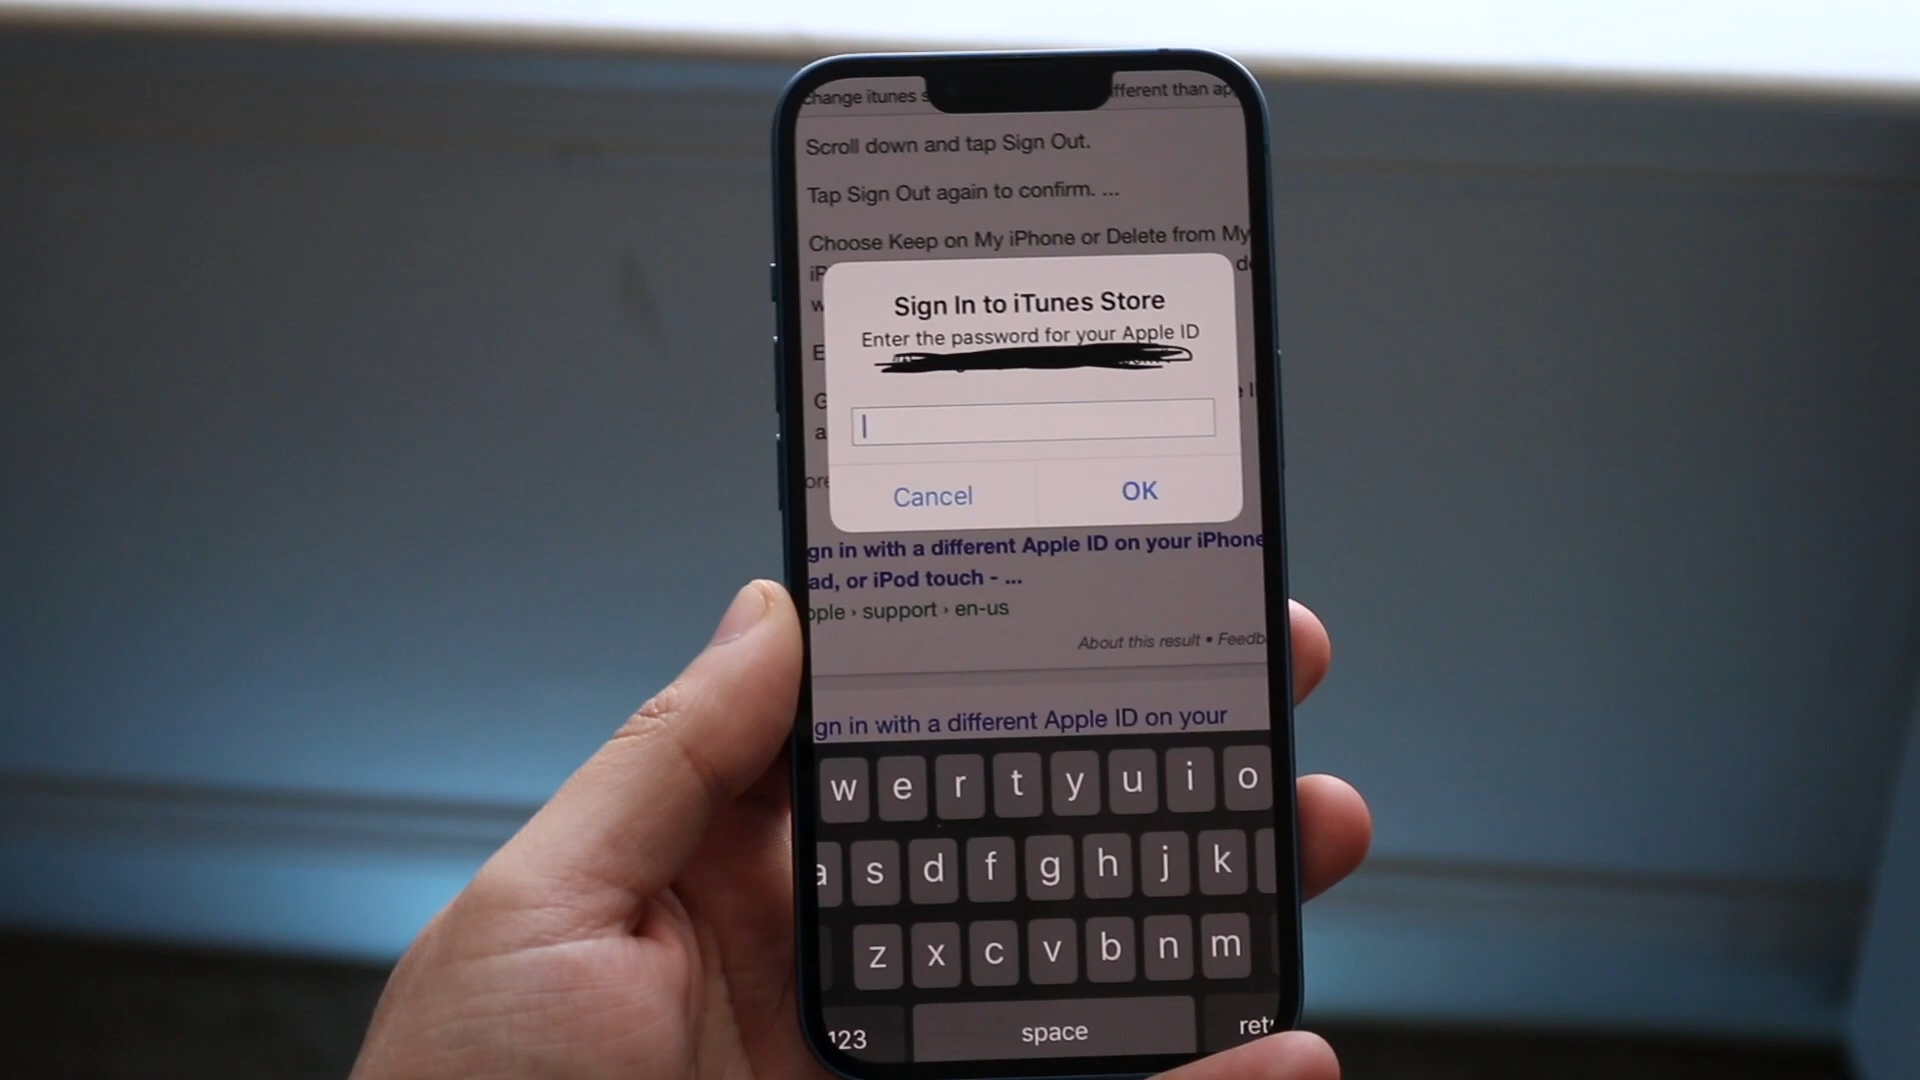 change itunes s
fferent than ap
Scroll down and tap Sign Out.
Tap Sign Out again to confirm. ...
Choose Keep on My iPhone or Delete from My
iP
d
w
Sign In to iTunes Store
Enter the password for your Apple ID
E
G
a
Cancel
OK
ore
gn in with a different Apple ID on your iPhone
ad, or iPod touch - ...
pple › support › en-us
About this result • Feedb
gn in with a different Apple ID on your
w e r t y u i o
a s d f g h j k
z x c v b n m
123 space ret